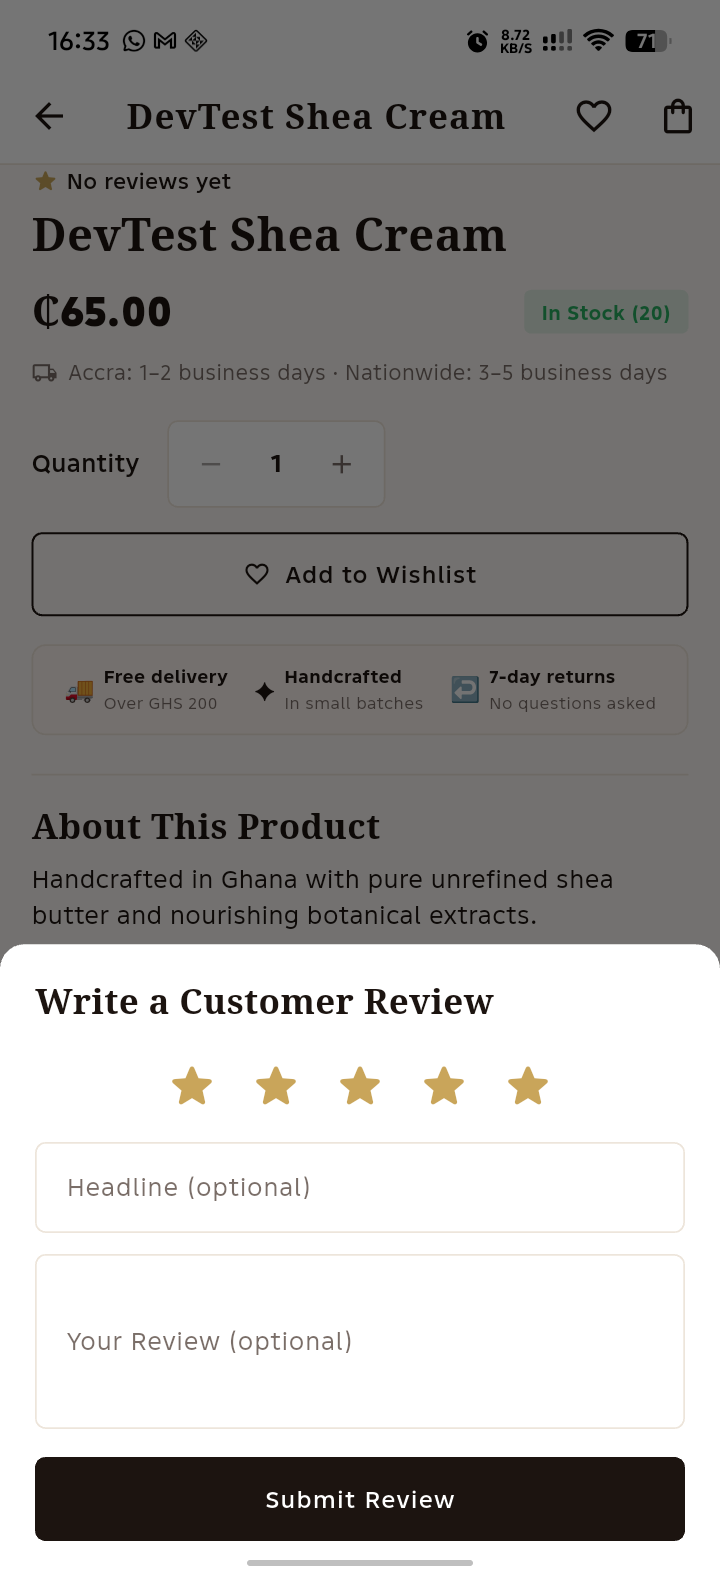 16:33
8.72
KB/S
71
DevTest Shea Cream
No reviews yet
DevTest Shea Cream
₵65.00
In Stock (20)
Accra: 1–2 business days · Nationwide: 3–5 business days
Quantity
1
Add to Wishlist
Free delivery
Over GHS 200
Handcrafted
In small batches
7-day returns
No questions asked
About This Product
Handcrafted in Ghana with pure unrefined shea
butter and nourishing botanical extracts.
Write a Customer Review
Headline (optional)
Your Review (optional)
Submit Review